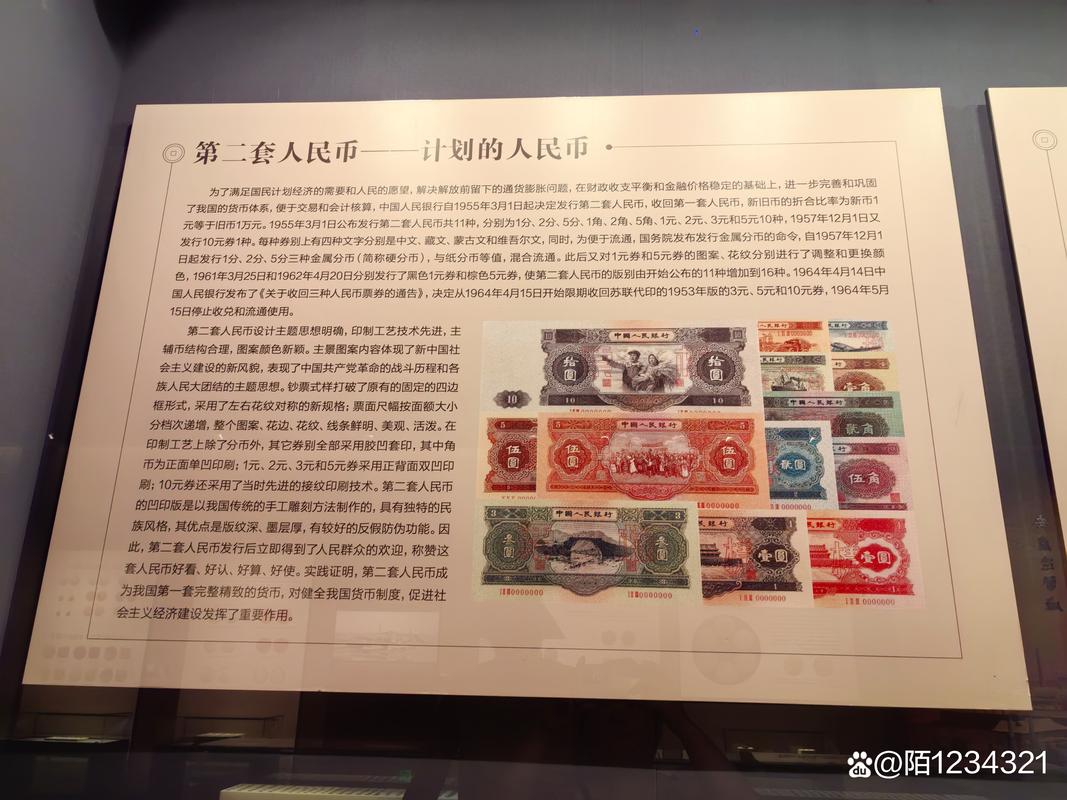 第二套人民币——计划的人民币
为了满足国民计划经济的需要和人民的愿望，解决解放前留下的通货膨胀问题，在财政收支平衡和金融价格稳定的基础上，进一步完善和巩固
了我国的货币体系，便于交易和会计核算，中国人民银行自1955年3月1日起决定发行第二套人民币，收回第一套人民币，新旧币的折合比率为新币1
元等于旧币1万元。1955年3月1日公布发行第二套人民币共11种，分别为1分、2分、5分、1角、2角、5角、1元、2元、3元和5元10种，1957年12月1日又
发行10元券1种。每种券别上有四种文字分别是中文、藏文、蒙古文和维吾尔文，同时，为便于流通，国务院发布发行金属分币的命令，自1957年12月1
日起发行1分、2分、5分三种金属分币（简称硬分币），与纸分币等值，混合流通。此后又对1元券和5元券的图案、花纹分别进行了调整和更换颜
色，1961年3月25日和1962年4月20日分别发行了黑色1元券和棕色5元券，使第二套人民币的版别由开始公布的11种增加到16种。1964年4月14日中
国人民银行发布了《关于收回三种人民币票券的通告》，决定从1964年4月15日开始限期收回苏联代印的1953年版的3元、5元和10元券，1964年5月
15日停止收兑和流通使用。
第二套人民币设计主题思想明确，印制工艺技术先进，主
辅币结构合理，图案颜色新颖。主景图案内容体现了新中国社
会主义建设的新风貌，表现了中国共产党革命的战斗历程和各
族人民大团结的主题思想。钞票式样打破了原有的固定的四边
框形式，采用了左右花纹对称的新规格；票面尺幅按面额大小
分档次递增，整个图案、花边、花纹、线条鲜明、美观、活泼。在
印制工艺上除了分币外，其它券别全部采用胶凹套印，其中角
币为正面单凹印刷；1元、2元、3元和5元券采用正背面双凹印
刷；10元券还采用了当时先进的接纹印刷技术。第二套人民币
的凹印版是以我国传统的手工雕刻方法制作的，具有独特的民
族风格，其优点是版纹深、墨层厚，有较好的反假防伪功能。因
此，第二套人民币发行后立即得到了人民群众的欢迎，称赞这
套人民币好看、好认、好算、好使。实践证明，第二套人民币成
为我国第一套完整精致的货币，对健全我国货币制度，促进社
会主义经济建设发挥了重要作用。
中国人民银行
拾圆
拾圆
10
10
10
壹角
贰角
5
伍圆
中国人民银行
5
5
伍圆
伍圆
0000000
贰圆
0000000
伍角
0000000
3
中国人民银行
3
叁圆
叁圆
0000000
0000000
壹圆
0000000
壹圆
0000000
@陌1234321